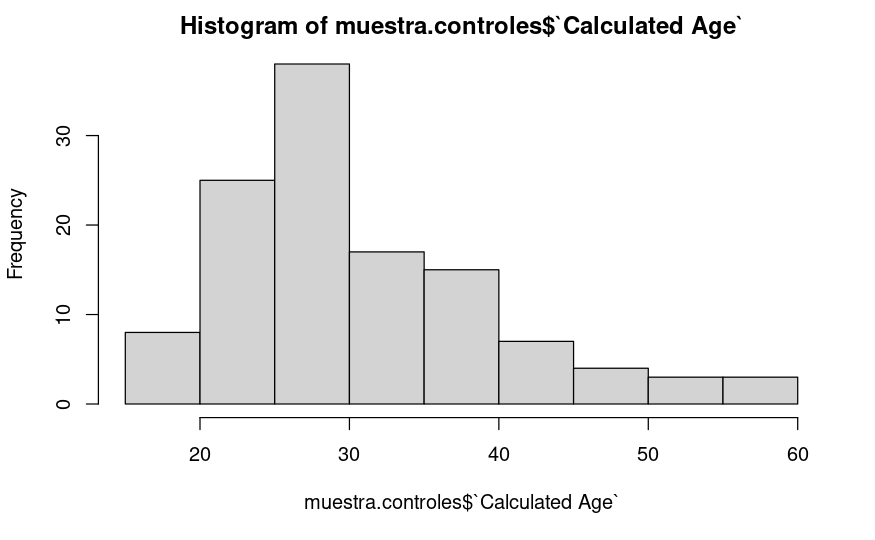 Histogram of muestra.controles$`Calculated Age`
Frequency
30
20
10
0
20 30 40 50 60
muestra.controles$`Calculated Age`